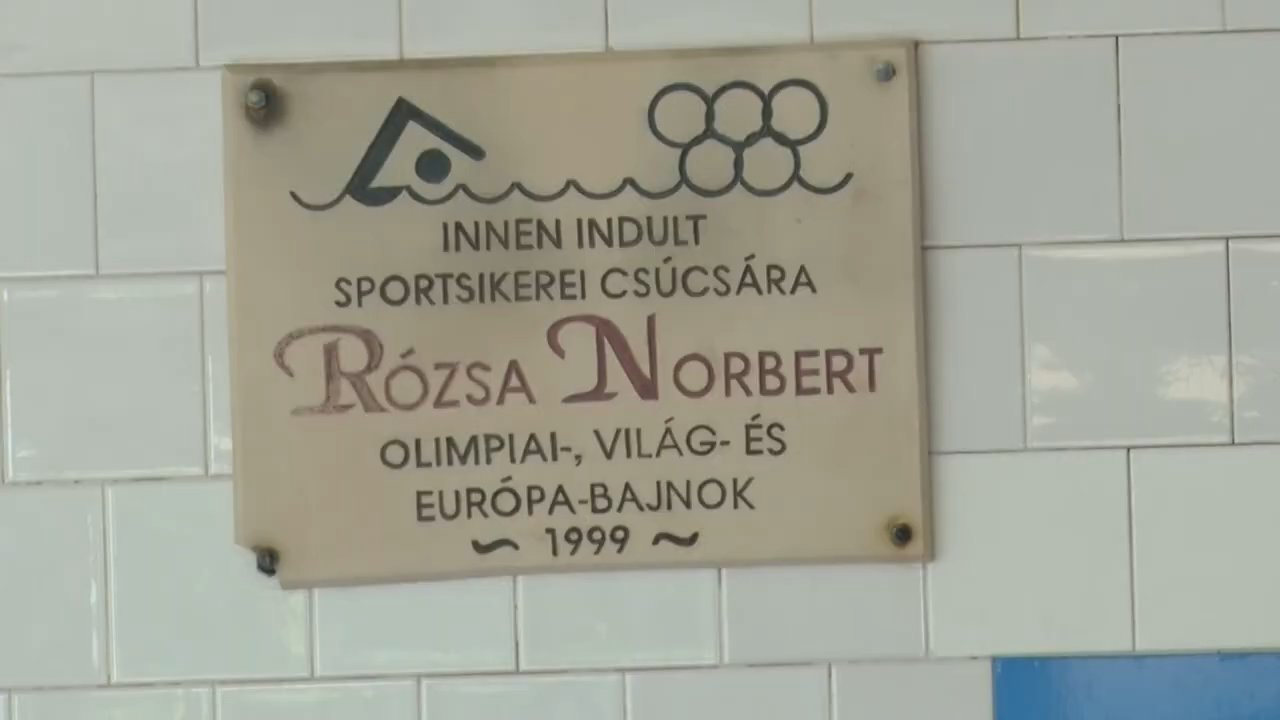 INNEN INDULT
SPORTSIKEREI CSÚCSÁRA
RÓZSA NORBERT
OLIMPIAI-, VILÁG- ÉS
EURÓPA-BAJNOK
~ 1999 ~